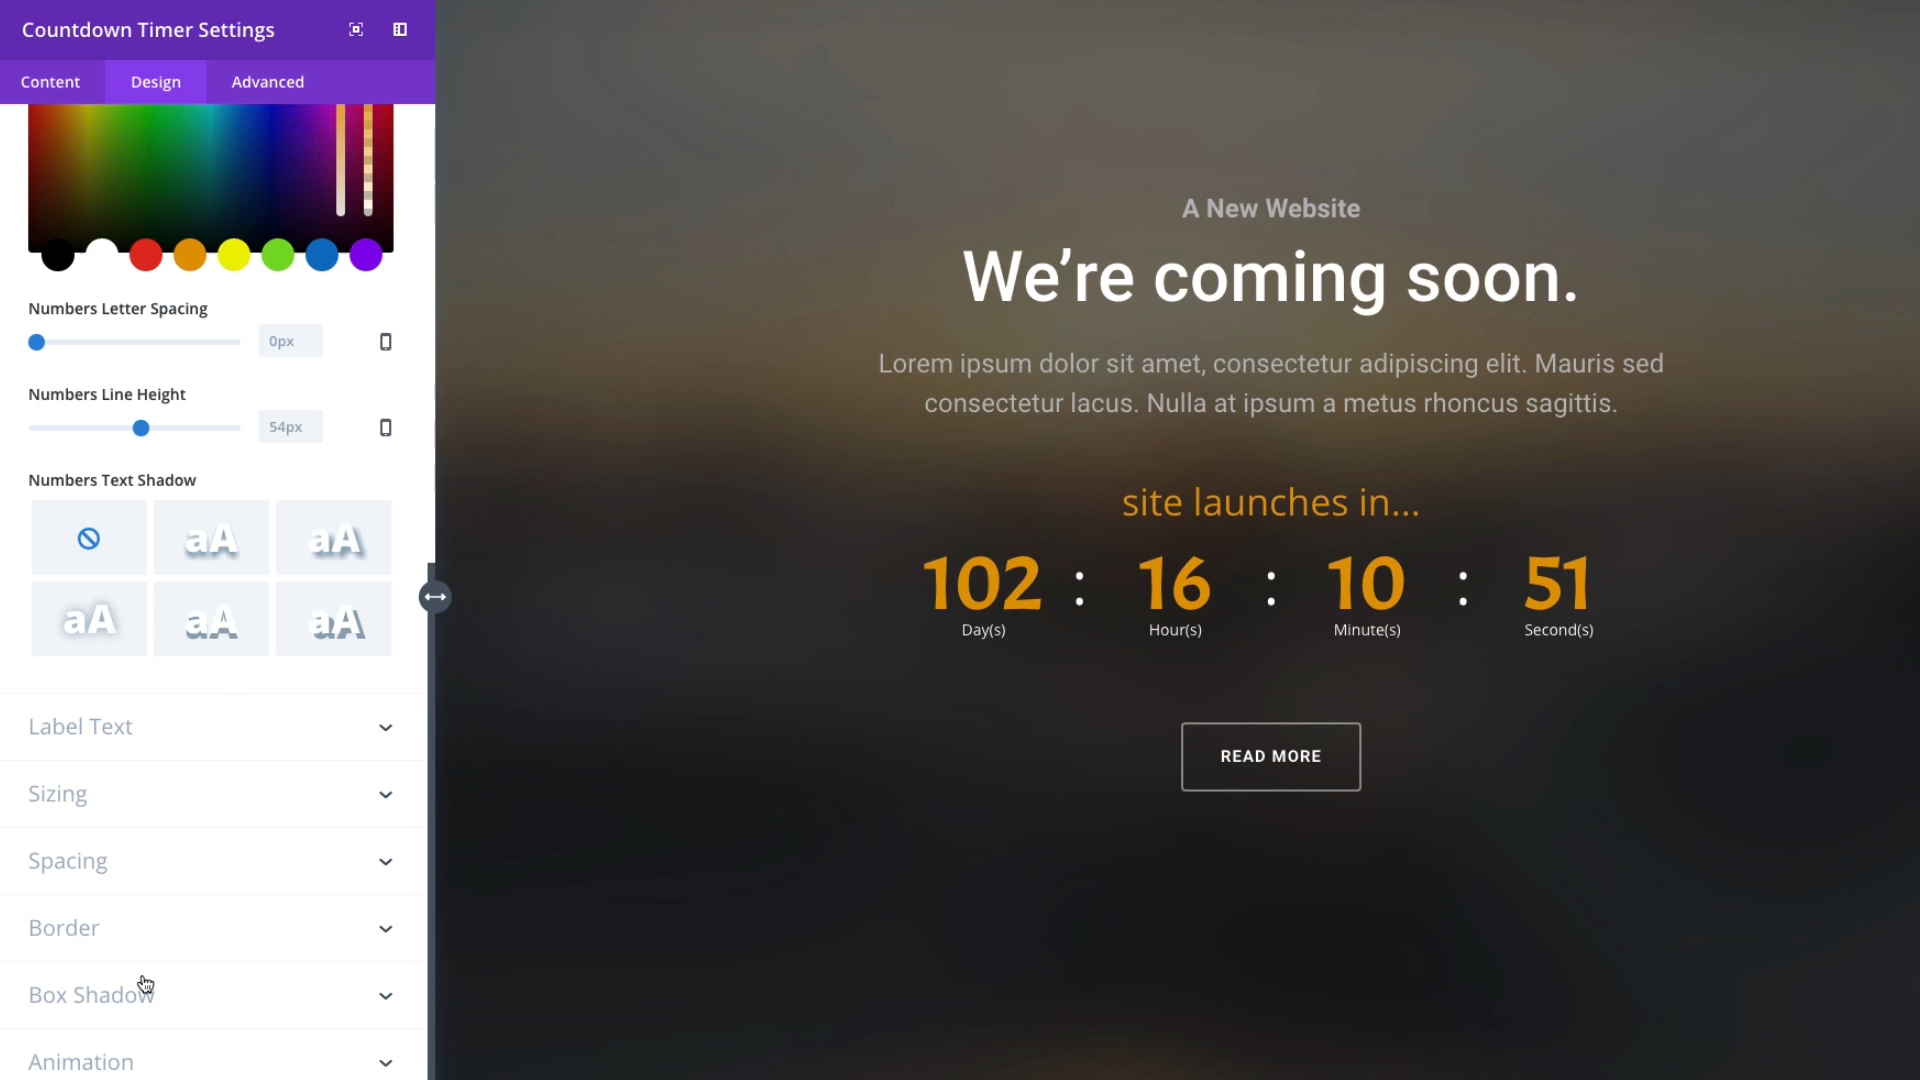 Countdown Timer Settings
Content Design Advanced
Numbers Letter Spacing
0px
Numbers Line Height
54px
Numbers Text Shadow
aA aA
aA aA aA
Label Text
Sizing
Spacing
Border
Box Shadow
Animation
A New Website
We’re coming soon.
Lorem ipsum dolor sit amet, consectetur adipiscing elit. Mauris sed
consectetur lacus. Nulla at ipsum a metus rhoncus sagittis.
site launches in...
102 : 16 : 10 : 51
Day(s) Hour(s) Minute(s) Second(s)
READ MORE